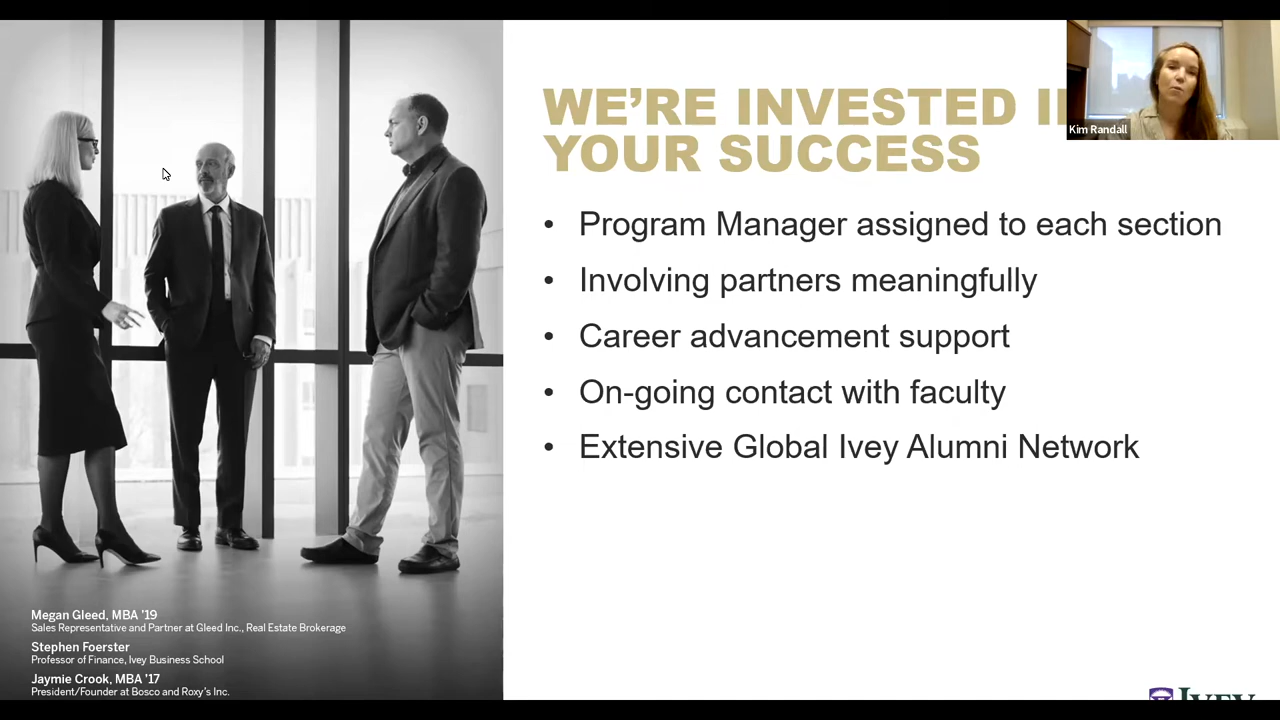 WE'RE INVESTED
YOUR SUCCESS
Kim Randall
• Program Manager assigned to each section
• Involving partners meaningfully
• Career advancement support
• On-going contact with faculty
• Extensive Global Ivey Alumni Network
Megan Gleed, MBA '19
Sales Representative and Partner at Gleed Inc., Real Estate Brokerage
Stephen Foerster
Professor of Finance, Ivey Business School
Jaymie Crook, MBA '17
President/Founder at Bosco and Roxy's Inc.
IVEY